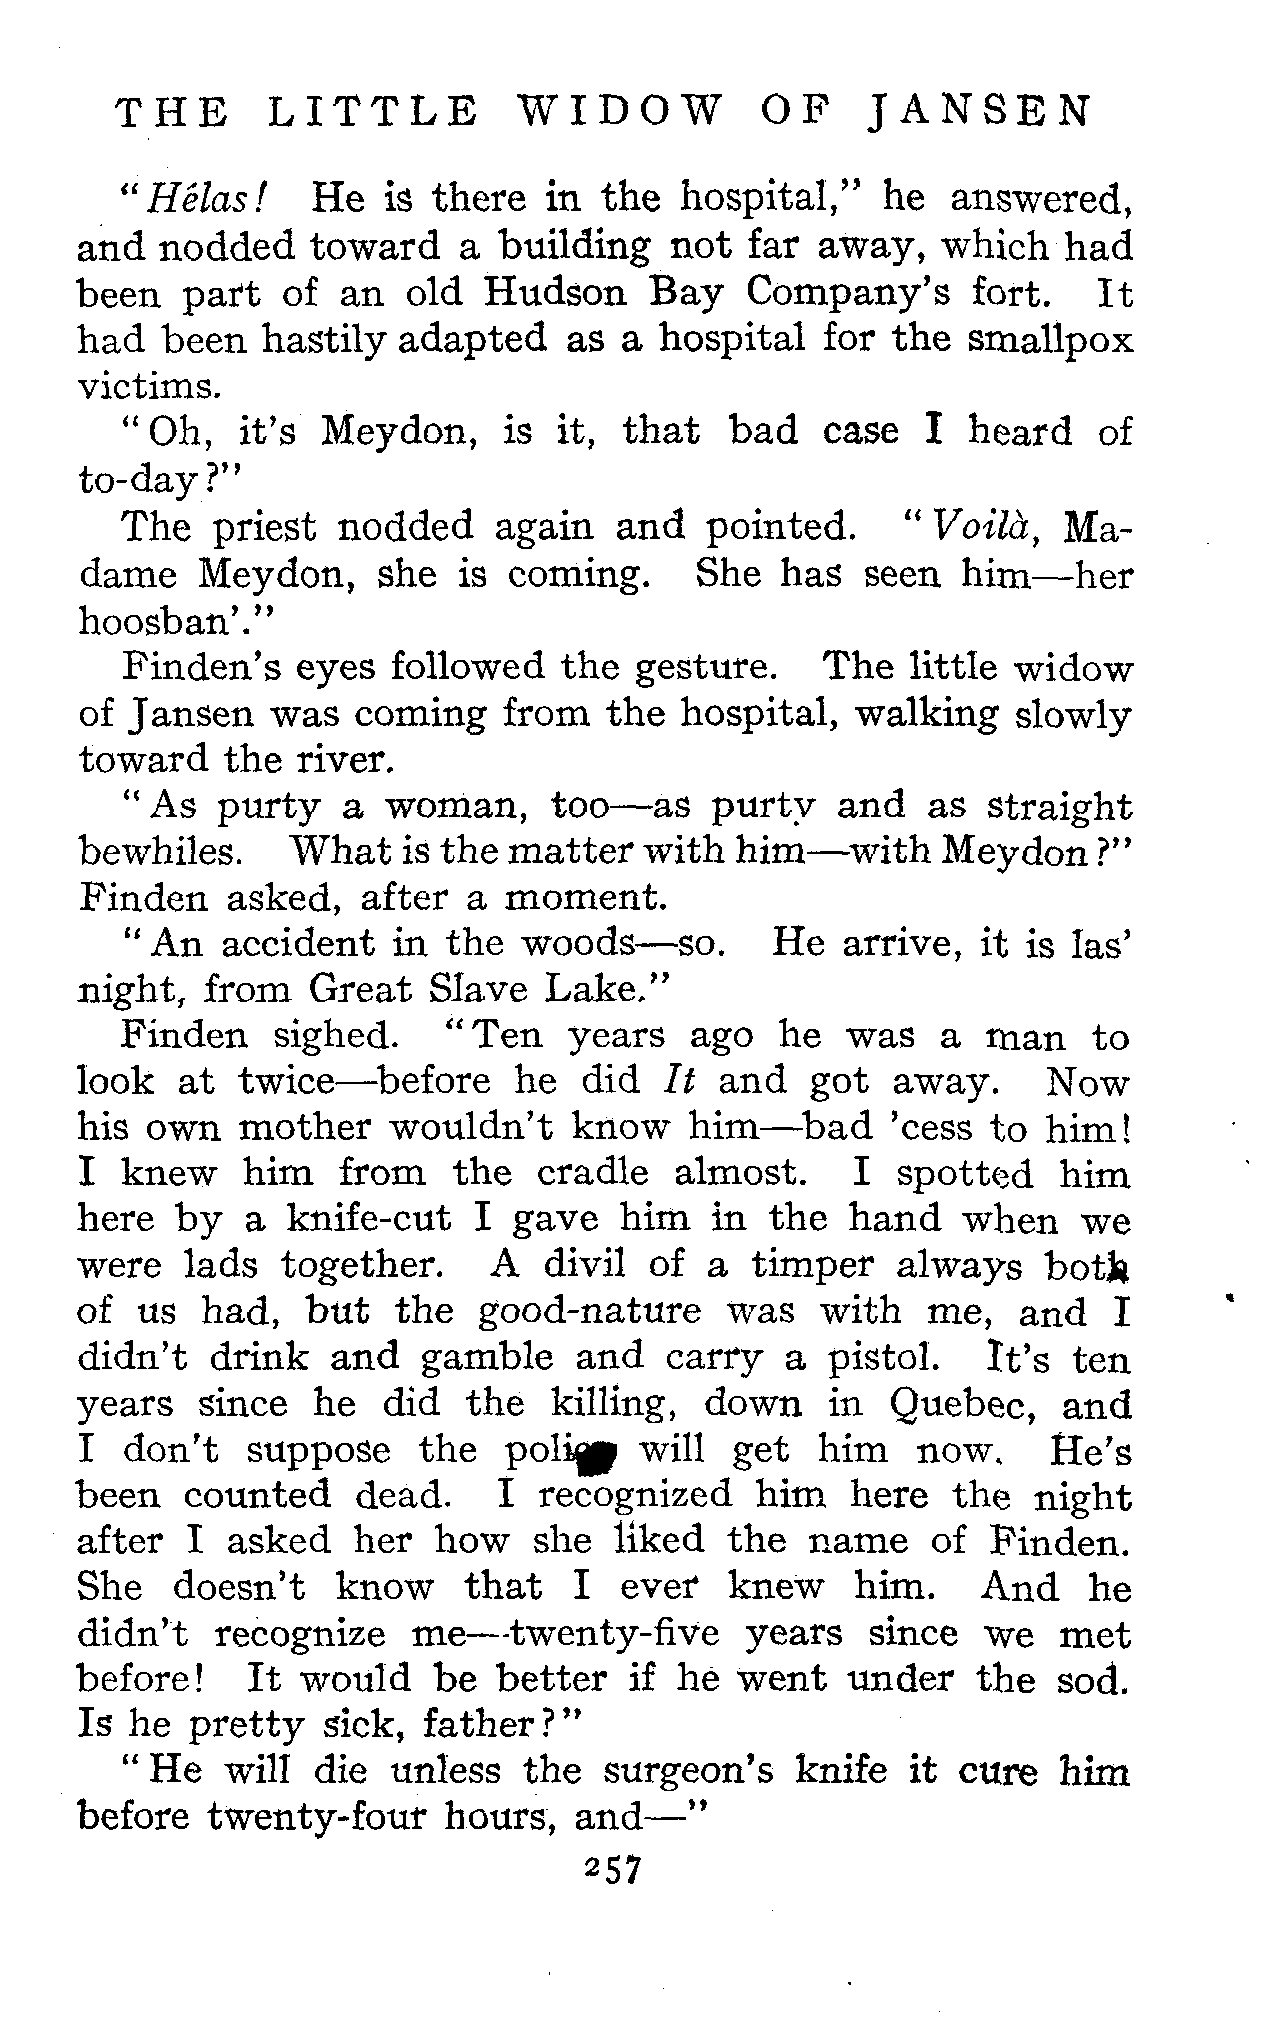 THE LITTLE WIDOW OF JANSEN
"Hélas! He is there in the hospital," he answered,
and nodded toward a building not far away, which had
been part of an old Hudson Bay Company's fort. It
had been hastily adapted as a hospital for the smallpox
victims.
"Oh, it's Meydon, is it, that bad case I heard of
to-day?"
The priest nodded again and pointed. "Voilà, Ma-
dame Meydon, she is coming. She has seen him—her
hoosban'."
Finden's eyes followed the gesture. The little widow
of Jansen was coming from the hospital, walking slowly
toward the river.
"As purty a woman, too—as purty and as straight
bewhiles. What is the matter with him—with Meydon?"
Finden asked, after a moment.
"An accident in the woods—so. He arrive, it is las'
night, from Great Slave Lake."
Finden sighed. "Ten years ago he was a man to
look at twice—before he did It and got away. Now
his own mother wouldn't know him—bad 'cess to him!
I knew him from the cradle almost. I spotted him
here by a knife-cut I gave him in the hand when we
were lads together. A divil of a timper always both
of us had, but the good-nature was with me, and I
didn't drink and gamble and carry a pistol. It's ten
years since he did the killing, down in Quebec, and
I don't suppose the police will get him now. He's
been counted dead. I recognized him here the night
after I asked her how she liked the name of Finden.
She doesn't know that I ever knew him. And he
didn't recognize me—twenty-five years since we met
before! It would be better if he went under the sod.
Is he pretty sick, father?"
"He will die unless the surgeon's knife it cure him
before twenty-four hours, and—"
257